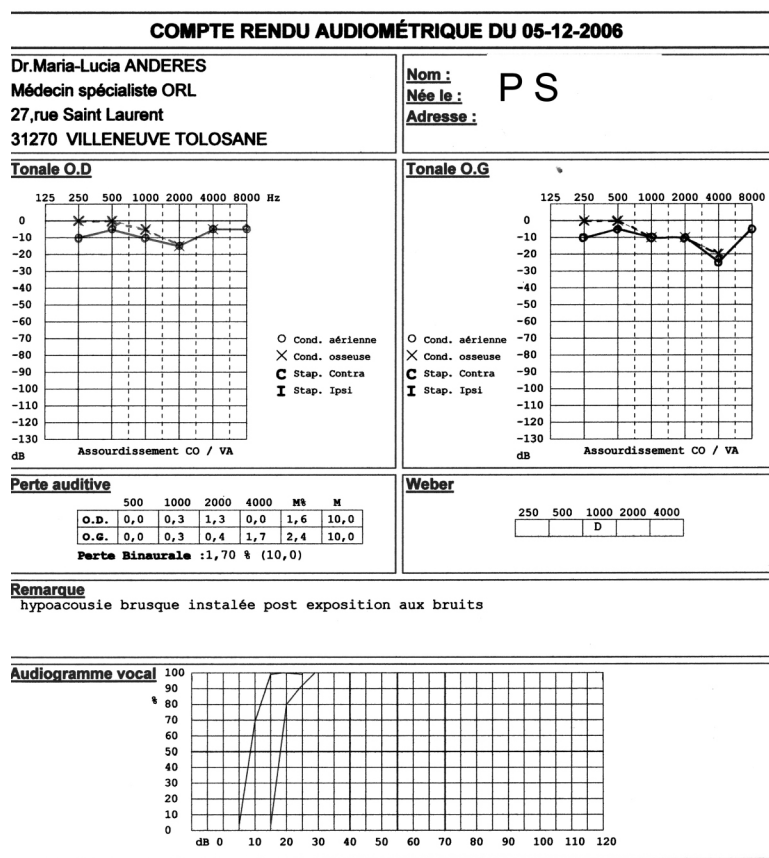 COMPTE RENDU AUDIOMÉTRIQUE DU 05-12-2006
Dr.Maria-Lucia ANDERES
Médecin spécialiste ORL
27,rue Saint Laurent
31270 VILLENEUVE TOLOSANE
Nom :
Née le :
Adresse :
P S
Tonale O.D
125 250 500 1000 2000 4000 8000 Hz
0
-10
-20
-30
-40
-50
-60
-70
-80
-90
-100
-110
-120
-130
dB
O Cond. aérienne
X Cond. osseuse
C Stap. Contra
I Stap. Ipsi
Assourdissement CO / VA
Tonale O.G
125 250 500 1000 2000 4000 8000
0
-10
-20
-30
-40
-50
-60
-70
-80
-90
-100
-110
-120
-130
dB
O Cond. aérienne
X Cond. osseuse
C Stap. Contra
I Stap. Ipsi
Assourdissement CO / VA
Perte auditive
500 1000 2000 4000 M% M
O.D. 0,0 0,3 1,3 0,0 1,6 10,0
O.G. 0,0 0,3 0,4 1,7 2,4 10,0
Perte Binaurale :1,70 % (10,0)
Weber
250 500 1000 2000 4000
D
Remarque
hypoacousie brusque instalée post exposition aux bruits
Audiogramme vocal
%
100
90
80
70
60
50
40
30
20
10
0
dB 0 10 20 30 40 50 60 70 80 90 100 110 120